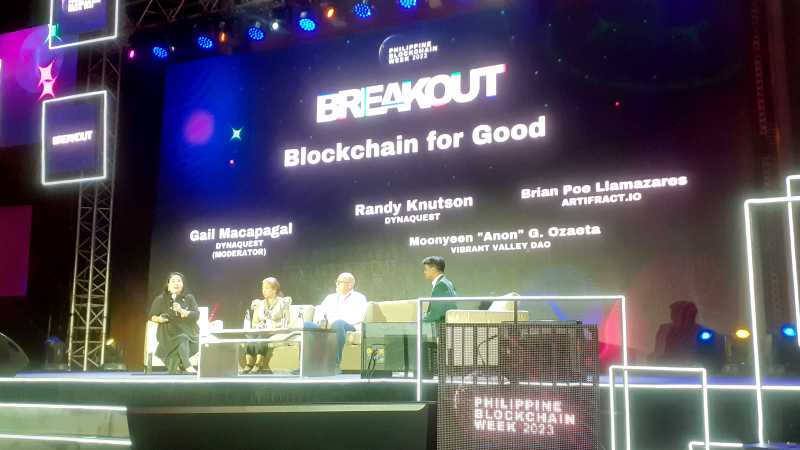 PHILIPPINE
BLOCKCHAIN
WEEK 2023
BREAKOUT
BREAKOUT
Blockchain for Good
Gail Macapagal
DYNAQUEST
(MODERATOR)
Randy Knutson
DYNAQUEST
Brian Poe Llamazares
ARTIFRACT.IO
Moonyeen "Anon" G. Ozaeta
VIBRANT VALLEY DAO
PHILIPPINE
BLOCKCHAIN
WEEK 2023